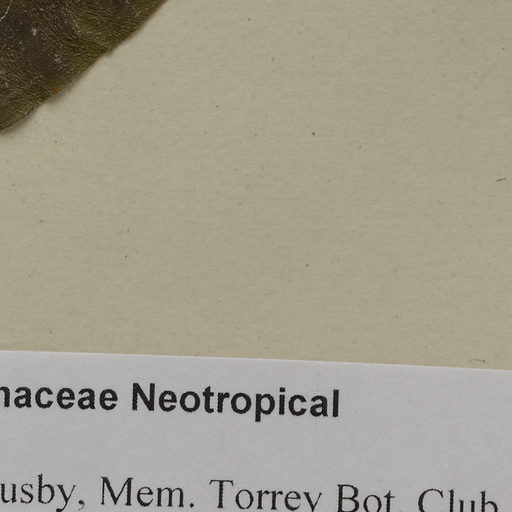 naceae Neotropical
usby, Mem. Torrey Bot. Club